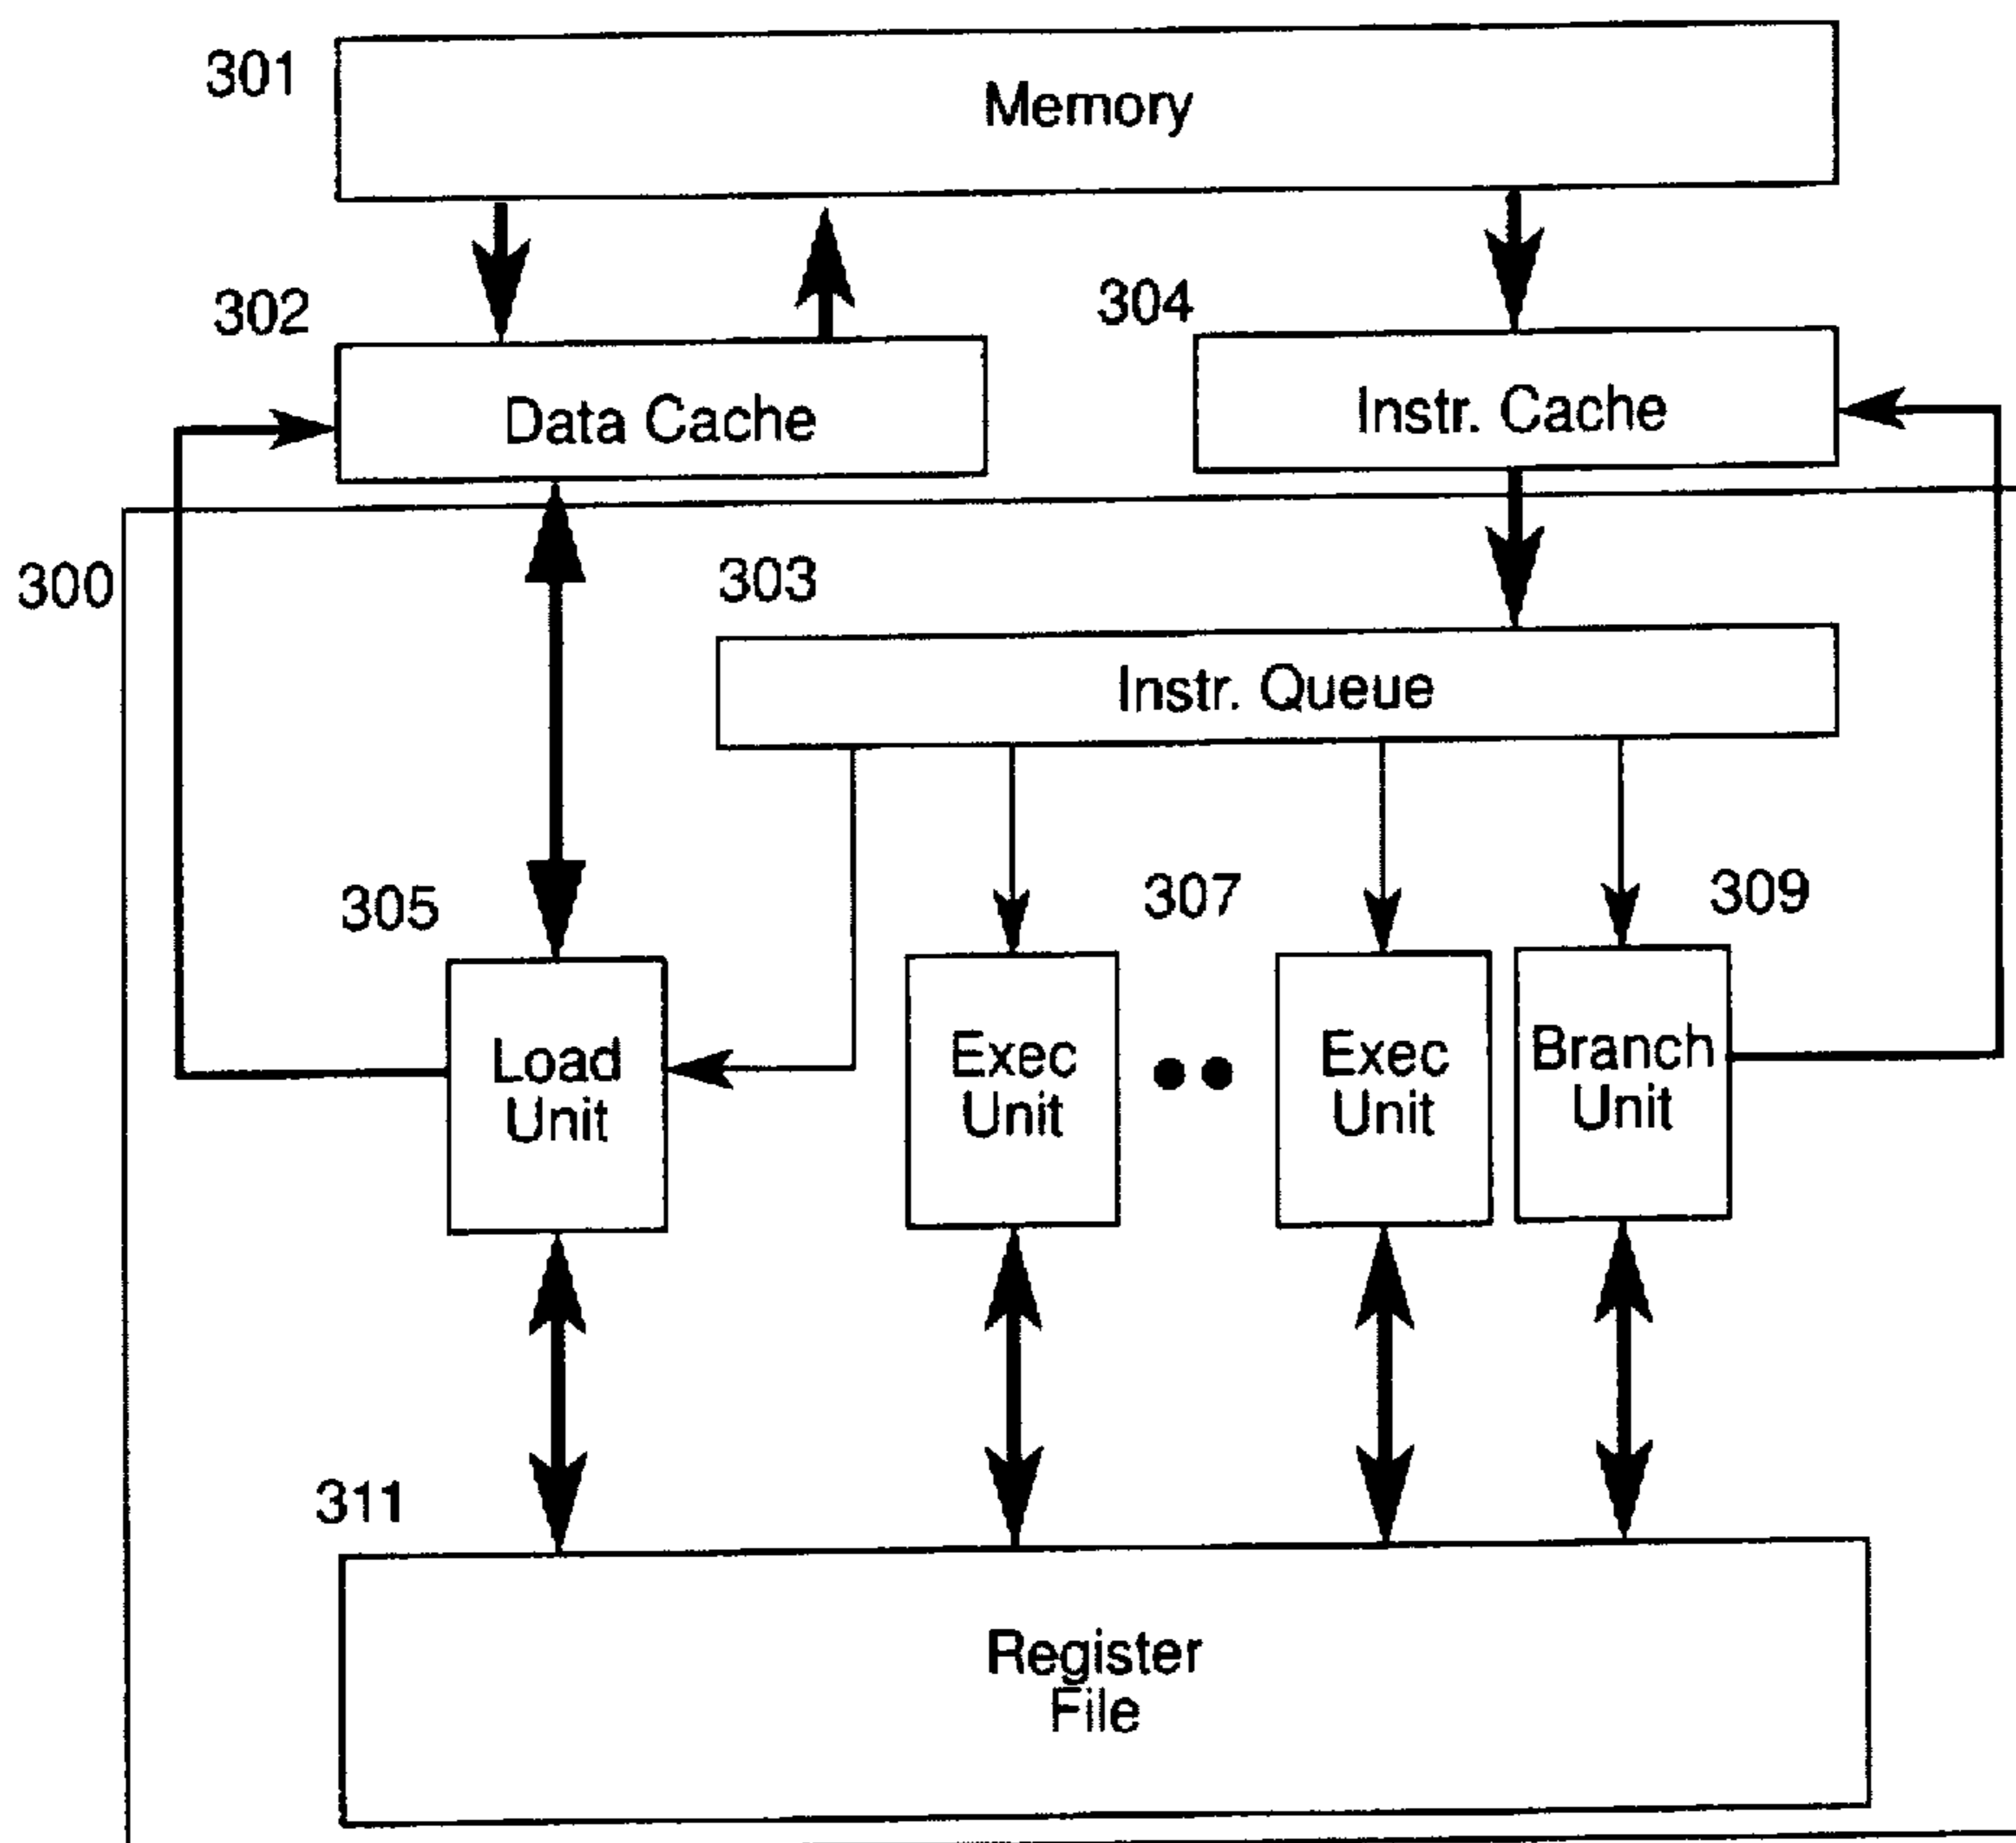 301
Memory
302
304
Data Cache
Instr. Cache
300
303
Instr. Queue
305
307
309
Load
Unit
Exec
Unit
Exec
Unit
Branch
Unit
311
Register
File